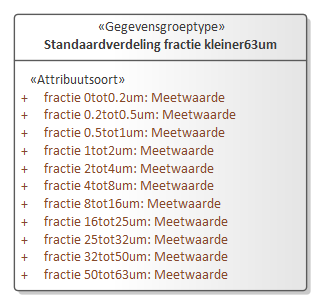 «Gegevensgroeptype»
Standaardverdeling fractie kleiner63um
«Attribuutsoort»
+ fractie 0tot0.2um: Meetwaarde
+ fractie 0.2tot0.5um: Meetwaarde
+ fractie 0.5tot1um: Meetwaarde
+ fractie 1tot2um: Meetwaarde
+ fractie 2tot4um: Meetwaarde
+ fractie 4tot8um: Meetwaarde
+ fractie 8tot16um: Meetwaarde
+ fractie 16tot25um: Meetwaarde
+ fractie 25tot32um: Meetwaarde
+ fractie 32tot50um: Meetwaarde
+ fractie 50tot63um: Meetwaarde